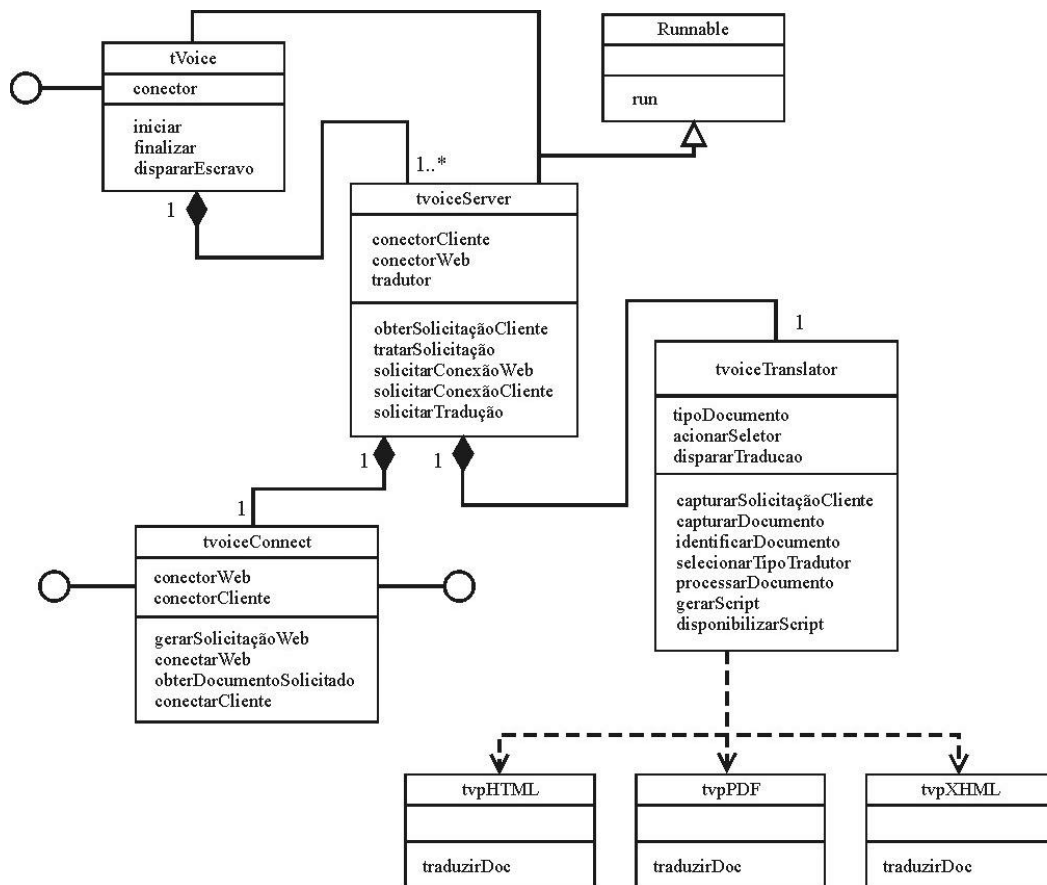 tVoice
conector
iniciar
finalizar
dispararEscravo
1
1..*
Runnable
run
tvoiceServer
conectorCliente
conectorWeb
tradutor
obterSolicitaçãoCliente
tratarSolicitação
solicitarConexãoWeb
solicitarConexãoCliente
solicitarTradução
1
1
1
1
tvoiceTranslator
tipoDocumento
acionarSeletor
dispararTraducao
capturarSolicitaçãoCliente
capturarDocumento
identificarDocumento
selecionarTipoTradutor
processarDocumento
gerarScript
disponibilizarScript
tvoiceConnect
conectorWeb
conectorCliente
gerarSolicitaçãoWeb
conectarWeb
obterDocumentoSolicitado
conectarCliente
tvpHTML
traduzirDoc
tvpPDF
traduzirDoc
tvpXHML
traduzirDoc